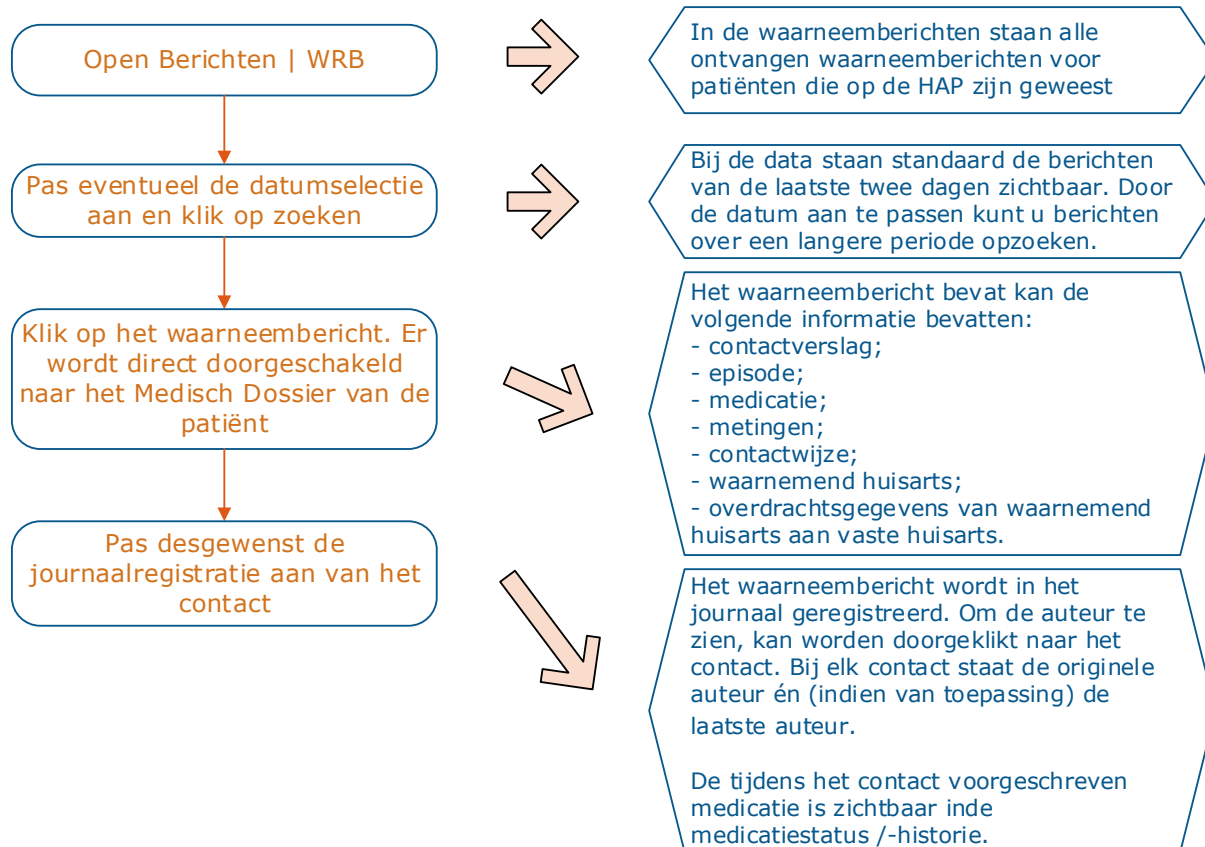 Open Berichten | WRB
In de waarneemberichten staan alle
ontvangen waarneemberichten voor
patiënten die op de HAP zijn geweest
Pas eventueel de datumselectie
aan en klik op zoeken
Bij de data staan standaard de berichten
van de laatste twee dagen zichtbaar. Door
de datum aan te passen kunt u berichten
over een langere periode opzoeken.
Klik op het waarneembericht. Er
wordt direct doorgeschakeld
naar het Medisch Dossier van de
patiënt
Het waarneembericht bevat kan de
volgende informatie bevatten:
- contactverslag;
- episode;
- medicatie;
- metingen;
- contactwijze;
- waarnemend huisarts;
- overdrachtsgegevens van waarnemend
huisarts aan vaste huisarts.
Pas desgewenst de
journaalregistratie aan van het
contact
Het waarneembericht wordt in het
journaal geregistreerd. Om de auteur te
zien, kan worden doorgeklikt naar het
contact. Bij elk contact staat de originele
auteur én (indien van toepassing) de
laatste auteur.
De tijdens het contact voorgeschreven
medicatie is zichtbaar inde
medicatiestatus /-historie.